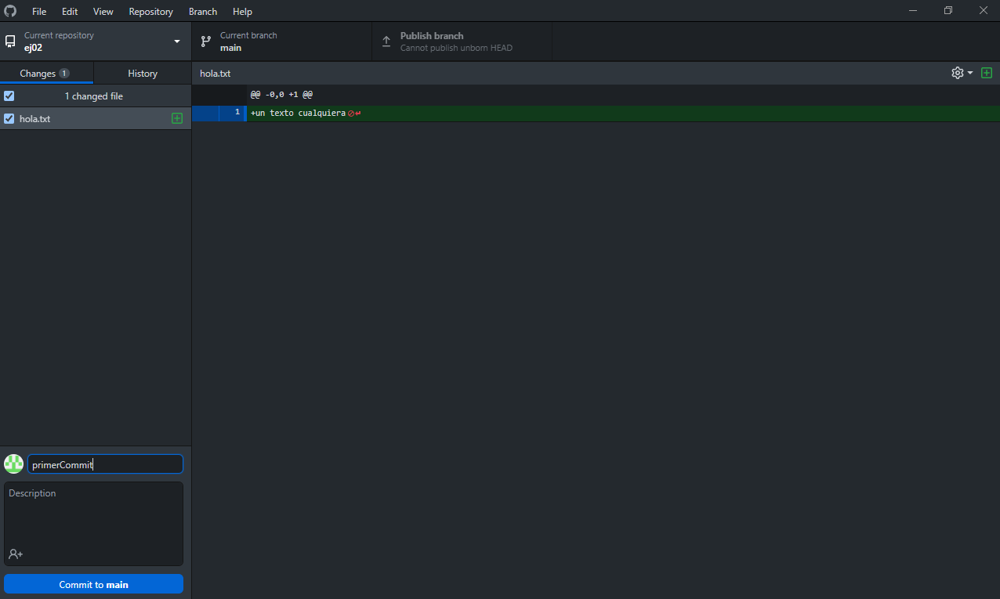 File Edit View Repository Branch Help
Current repository
ej02
Current branch
main
Publish branch
Cannot publish unborn HEAD
Changes 1 History
hola.txt
1 changed file
@@ -0,0 +1 @@
hola.txt
1 +un texto cualquiera
primerCommit
Description
Commit to main